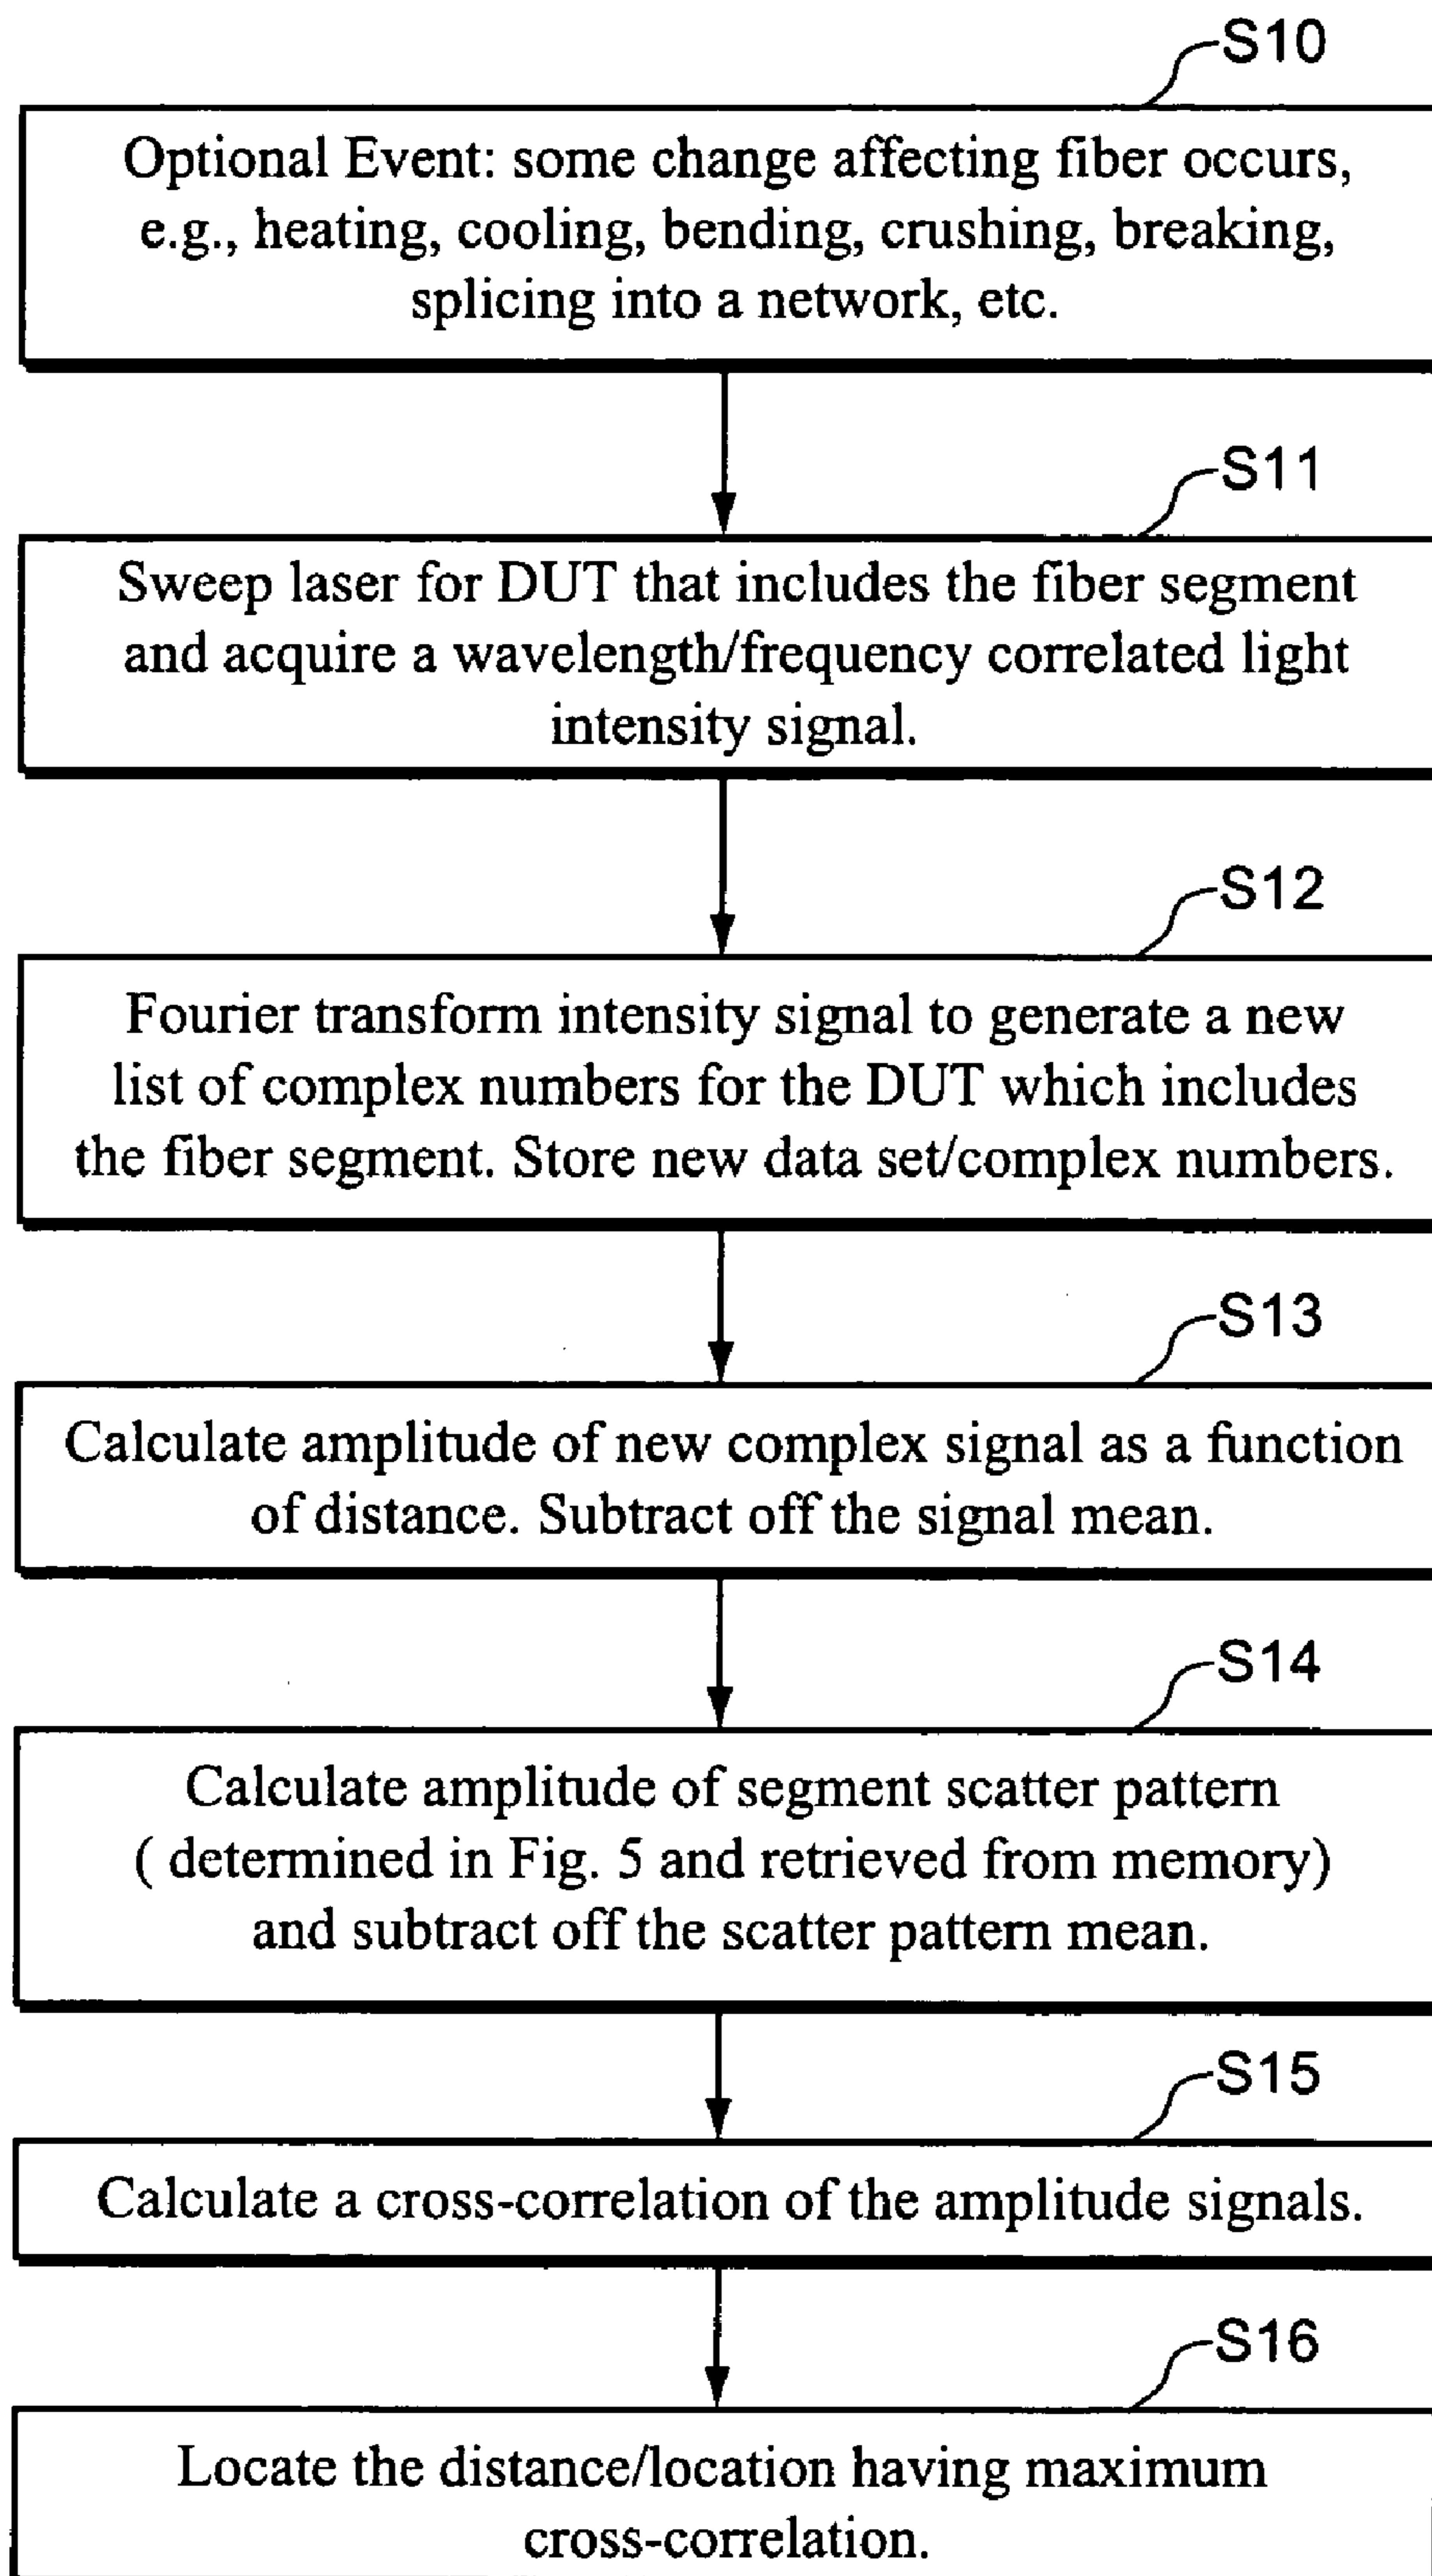 S10
Optional Event: some change affecting fiber occurs,
e.g., heating, cooling, bending, crushing, breaking,
splicing into a network, etc.
S11
Sweep laser for DUT that includes the fiber segment
and acquire a wavelength/frequency correlated light
intensity signal.
S12
Fourier transform intensity signal to generate a new
list of complex numbers for the DUT which includes
the fiber segment. Store new data set/complex numbers.
S13
Calculate amplitude of new complex signal as a function
of distance. Subtract off the signal mean.
S14
Calculate amplitude of segment scatter pattern
( determined in Fig. 5 and retrieved from memory)
and subtract off the scatter pattern mean.
S15
Calculate a cross-correlation of the amplitude signals.
S16
Locate the distance/location having maximum
cross-correlation.